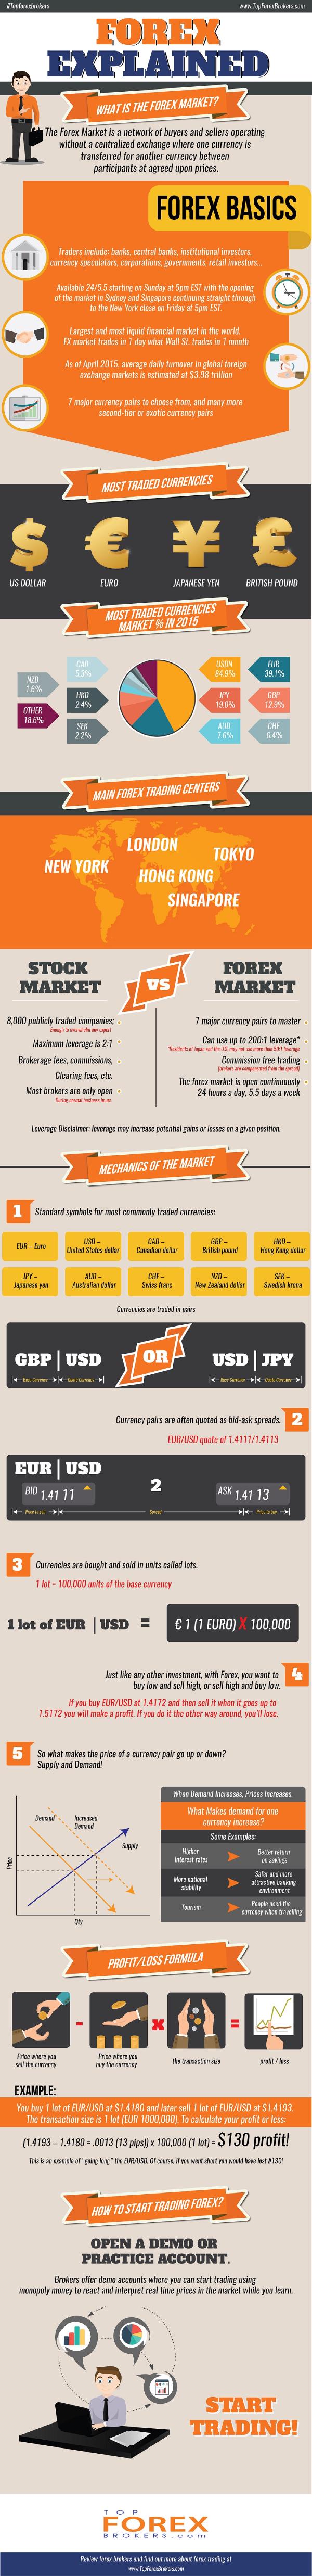 #Topforexbrokers
www.TopForexBrokers.com
FOREX
EXPLAINED
WHAT IS THE FOREX MARKET?
The Forex Market is a network of buyers and sellers operating
without a centralized exchange where one currency is
transferred for another currency between
participants at agreed upon prices.
FOREX BASICS
Traders include: banks, central banks, institutional investors,
currency speculators, corporations, governments, retail investors...
Available 24/5.5 starting on Sunday at 5pm EST with the opening
of the market in Sydney and Singapore continuing straight through
to the New York close on Friday at 5pm EST.
Largest and most liquid financial market in the world.
FX market trades in 1 day what Wall St. trades in 1 month
As of April 2015, average daily turnover in global foreign
exchange markets is estimated at $3.98 trillion
7 major currency pairs to choose from, and many more
second-tier or exotic currency pairs
MOST TRADED CURRENCIES
$ € ¥ £
US DOLLAR
EURO
JAPANESE YEN
BRITISH POUND
MOST TRADED CURRENCIES
MARKET % IN 2015
CAD
5.3%
NZD
1.6%
HKD
2.4%
OTHER
18.6%
SEK
2.2%
USDN
84.9%
EUR
39.1%
JPY
19.0%
GBP
12.9%
AUD
7.6%
CHF
6.4%
MAIN FOREX TRADING CENTERS
LONDON
TOKYO
NEW YORK
HONG KONG
SINGAPORE
STOCK
MARKET
VS
FOREX
MARKET
8,000 publicly traded companies:
Enough to overwhelm any expert
Maximum leverage is 2:1
Brokerage fees, commissions,
Clearing fees, etc.
Most brokers are only open
During normal business hours
7 major currency pairs to master
Can use up to 200:1 leverage*
*Residents of Japan and the U.S. may not use more than 50:1 leverage
Commission free trading
(brokers are compensated from the spread)
The forex market is open continuously
24 hours a day, 5.5 days a week
Leverage Disclaimer: leverage may increase potential gains or losses on a given position.
MECHANICS OF THE MARKET
1
Standard symbols for most commonly traded currencies:
EUR – Euro
USD –
United States dollar
CAD –
Canadian dollar
GBP –
British pound
HKD –
Hong Kong dollar
JPY –
Japanese yen
AUD –
Australian dollar
CHF –
Swiss franc
NZD –
New Zealand dollar
SEK –
Swedish krona
Currencies are traded in pairs
GBP | USD
OR
USD | JPY
Base Currency
Quote Currency
Base Currency
Quote Currency
Currency pairs are often quoted as bid-ask spreads.
2
EUR/USD quote of 1.4111/1.4113
EUR | USD
BID 1.41 11
2
ASK 1.41 13
Price to sell
Spread
Price to buy
3
Currencies are bought and sold in units called lots.
1 lot = 100,000 units of the base currency
1 lot of EUR | USD = € 1 (1 EURO) X 100,000
Just like any other investment, with Forex, you want to
buy low and sell high, or sell high and buy low.
4
If you buy EUR/USD at 1.4172 and then sell it when it goes up to
1.5172 you will make a profit. If you do it the other way around, you'll lose.
5
So what makes the price of a currency pair go up or down?
Supply and Demand!
Demand
Increased
Demand
Supply
Price
Qty
When Demand Increases, Prices Increases.
What Makes demand for one
currency increase?
Some Examples:
Higher
Interest rates
Better return
on savings
More national
stability
Safer and more
attractive banking
environment
Tourism
People need the
currency when travelling
PROFIT/LOSS FORMULA
- X =
Price where you
sell the currency
Price where you
buy the currency
the transaction size
profit / loss
EXAMPLE:
You buy 1 lot of EUR/USD at $1.4180 and later sell 1 lot of EUR/USD at $1.4193.
The transaction size is 1 lot (EUR 1000,000). To calculate your profit or less:
(1.4193 – 1.4180 = .0013 (13 pips)) x 100,000 (1 lot) = $130 profit!
This is an example of "going long" the EUR/USD. Of course, if you went short you would have lost #130!
HOW TO START TRADING FOREX?
OPEN A DEMO OR
PRACTICE ACCOUNT.
Brokers offer demo accounts where you can start trading using
monopoly money to react and interpret real time prices in the market while you learn.
START
TRADING!
TOP
FOREX
BROKERS.com
Review forex brokers and find out more about forex trading at
www.TopForexBrokers.com